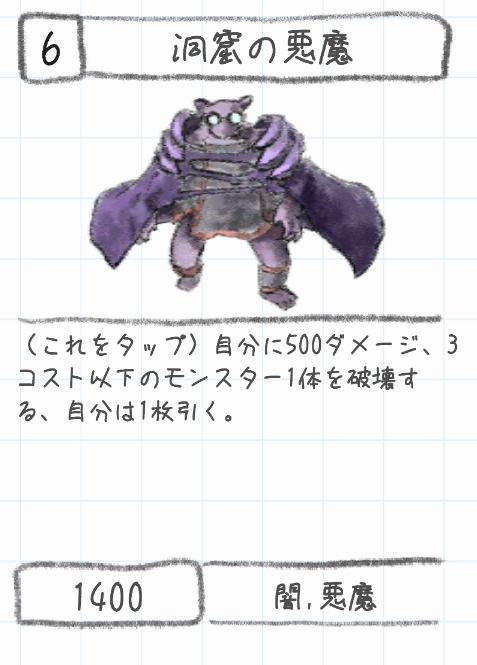 6
洞窟の悪魔
（これをタップ）自分に500ダメージ、3
コスト以下のモンスター1体を破壊す
る、自分は1枚引く。
1400
闇,悪魔